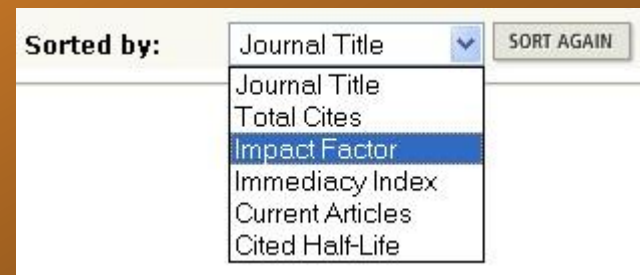 Sorted by: Journal Title SORT AGAIN
Journal Title
Total Cites
Impact Factor
Immediacy Index
Current Articles
Cited Half-Life